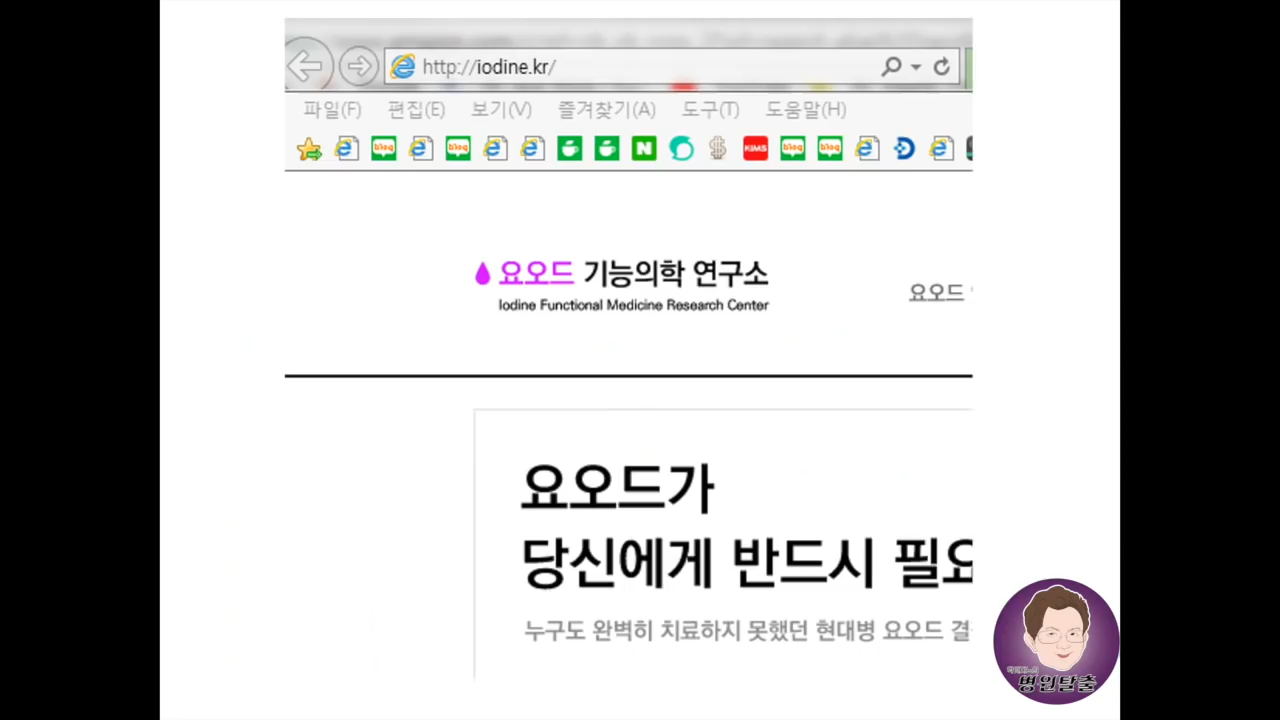 http://iodine.kr/
파일(F) 편집(E) 보기(V) 즐겨찾기(A) 도구(T) 도움말(H)
blog blog N KIMS blog blog
요오드 기능의학 연구소
Iodine Functional Medicine Research Center
요오드
요오드가
당신에게 반드시 필요
누구도 완벽히 치료하지 못했던 현대병 요오드 결
병원탈출